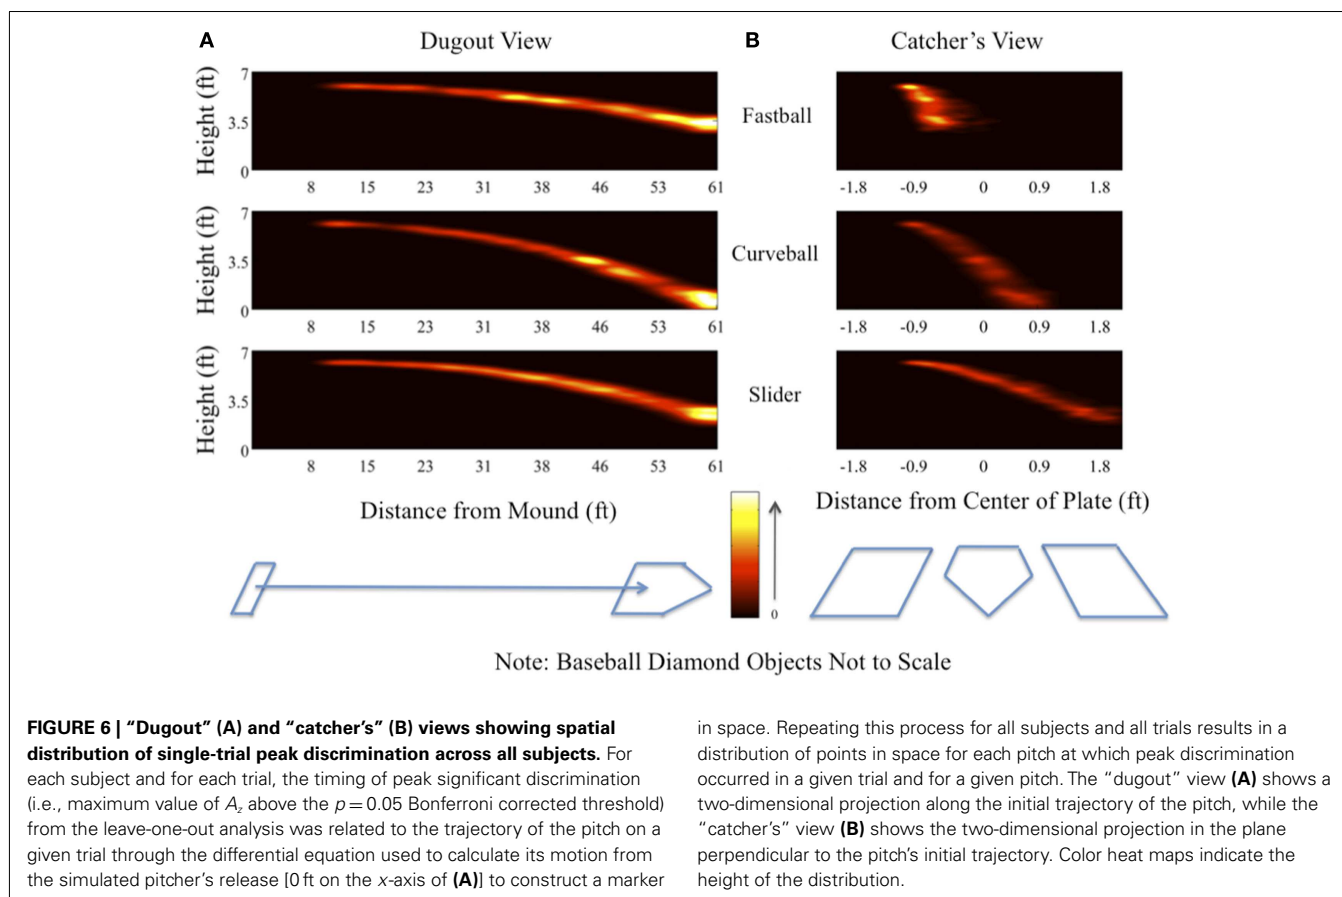 A
Dugout View
B
Catcher's View
Height (ft)
7
3.5
0
8 15 23 31 38 46 53 61
Fastball
-1.8 -0.9 0 0.9 1.8
Height (ft)
7
3.5
0
8 15 23 31 38 46 53 61
Curveball
-1.8 -0.9 0 0.9 1.8
Height (ft)
7
3.5
0
8 15 23 31 38 46 53 61
Slider
-1.8 -0.9 0 0.9 1.8
Distance from Mound (ft)
0
Distance from Center of Plate (ft)
Note: Baseball Diamond Objects Not to Scale
FIGURE 6 | “Dugout” (A) and “catcher’s” (B) views showing spatial
distribution of single-trial peak discrimination across all subjects. For
each subject and for each trial, the timing of peak significant discrimination
(i.e., maximum value of Az above the p = 0.05 Bonferroni corrected threshold)
from the leave-one-out analysis was related to the trajectory of the pitch on a
given trial through the differential equation used to calculate its motion from
the simulated pitcher’s release [0 ft on the x-axis of (A)] to construct a marker
in space. Repeating this process for all subjects and all trials results in a
distribution of points in space for each pitch at which peak discrimination
occurred in a given trial and for a given pitch. The “dugout” view (A) shows a
two-dimensional projection along the initial trajectory of the pitch, while the
“catcher’s” view (B) shows the two-dimensional projection in the plane
perpendicular to the pitch’s initial trajectory. Color heat maps indicate the
height of the distribution.